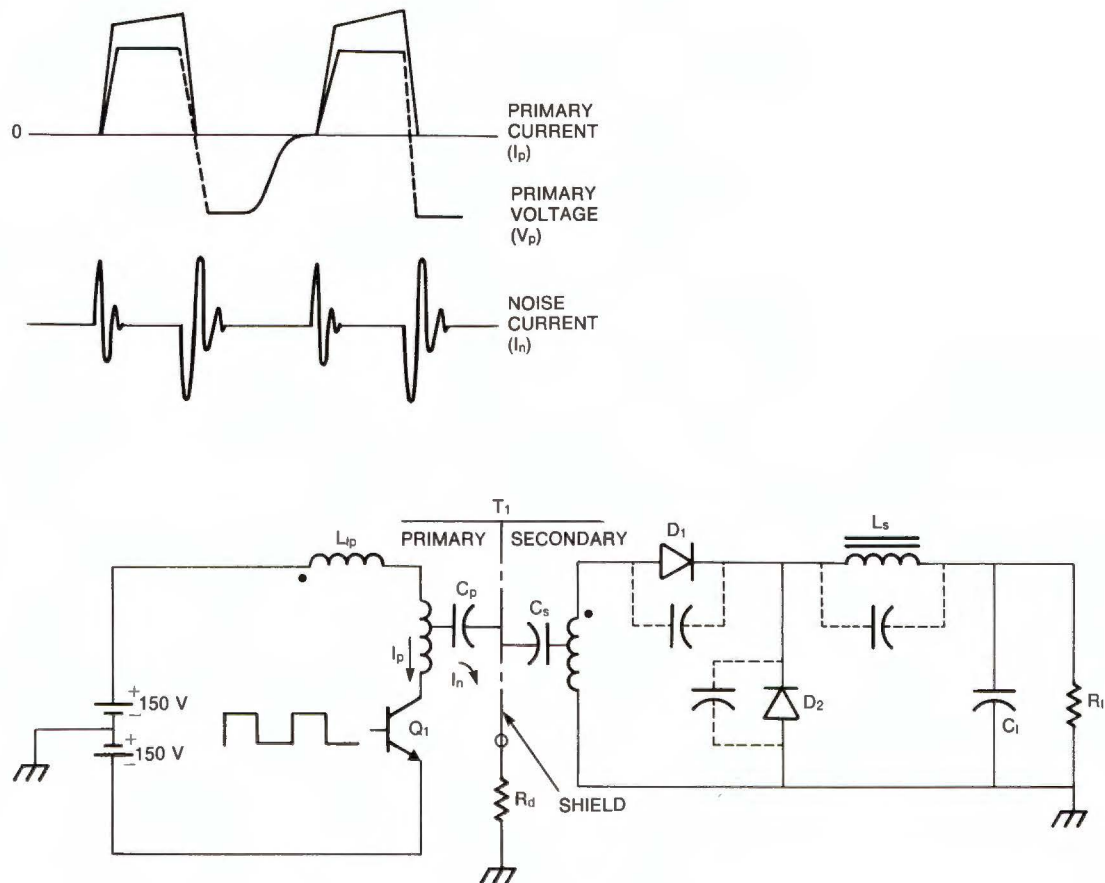 0
PRIMARY
CURRENT
(Ip)
PRIMARY
VOLTAGE
(Vp)
NOISE
CURRENT
(In)
T1
PRIMARY
SECONDARY
Llp
Cp
Cs
D1
Ls
Ip
In
+
150 V
−
+
150 V
−
Q1
D2
Cl
Rl
Rd
SHIELD